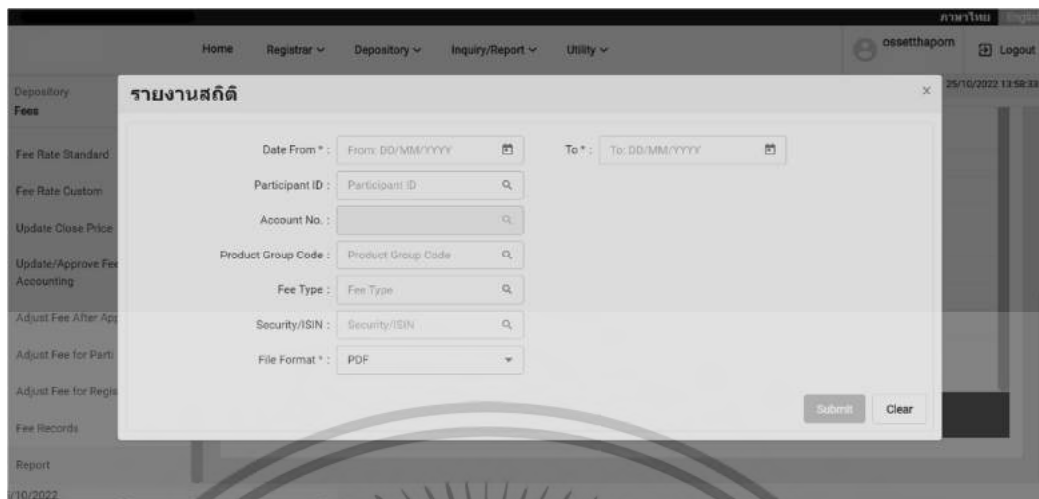 ภาษาไทย English
Home Registrar Depository Inquiry/Report Utility ossetthaporn Logout
Depository
Fees
25/10/2022 13:58:33
รายงานสถิติ ×
Fee Rate Standard
Fee Rate Custom
Update Close Price
Update/Approve Fee
Accounting
Adjust Fee After App
Adjust Fee for Parti
Adjust Fee for Regis
Fee Records
Report
/10/2022
Date From * : From: DD/MM/YYYY To * : To: DD/MM/YYYY
Participant ID : Participant ID
Account No. :
Product Group Code : Product Group Code
Fee Type : Fee Type
Security/ISIN : Security/ISIN
File Format * : PDF
Submit Clear